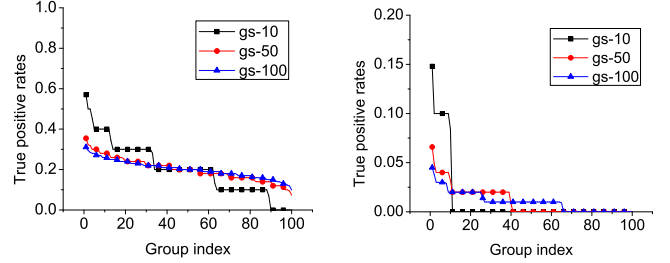 1.0
0.8
0.6
0.4
0.2
0.0
True positive rates
gs-10
gs-50
gs-100
0 20 40 60 80 100
Group index
0.20
0.15
0.10
0.05
0.00
True positive rates
gs-10
gs-50
gs-100
0 20 40 60 80 100
Group index